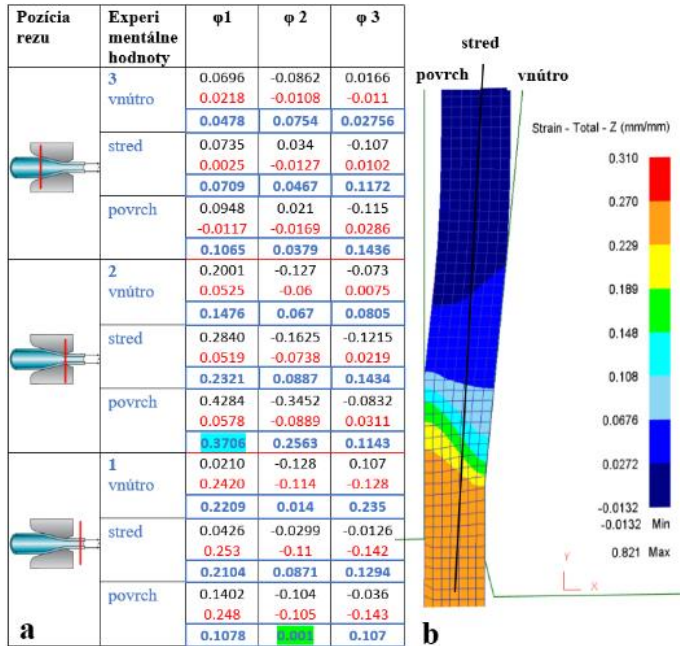 Pozícia rezu
Experi mentálne hodnoty
φ1
φ 2
φ 3
3
vnútro
0.0696 -0.0862 0.0166
0.0218 -0.0108 -0.011
0.0478 0.0754 0.02756
stred
0.0735 0.034 -0.107
0.0025 -0.0127 0.0102
0.0709 0.0467 0.1172
povrch
0.0948 0.021 -0.115
-0.0117 -0.0169 0.0286
0.1065 0.0379 0.1436
2
vnútro
0.2001 -0.127 -0.073
0.0525 -0.06 0.0075
0.1476 0.067 0.0805
stred
0.2840 -0.1625 -0.1215
0.0519 -0.0738 0.0219
0.2321 0.0887 0.1434
povrch
0.4284 -0.3452 -0.0832
0.0578 -0.0889 0.0311
0.3706 0.2563 0.1143
1
vnútro
0.0210 -0.128 0.107
0.2420 -0.114 -0.128
0.2209 0.014 0.235
stred
0.0426 -0.0299 -0.0126
0.253 -0.11 -0.142
0.2104 0.0871 0.1294
povrch
0.1402 -0.104 -0.036
0.248 -0.105 -0.143
0.1078 0.001 0.107
a
stred
povrch
vnútro
Strain - Total - Z (mm/mm)
0.310
0.270
0.229
0.189
0.148
0.108
0.0676
0.0272
-0.0132
-0.0132 Min
0.821 Max
Y
X
b